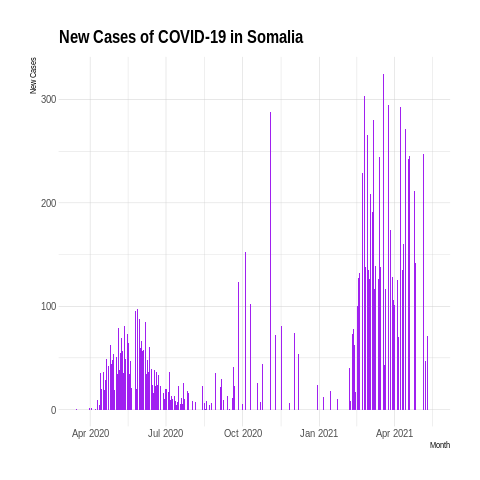 New Cases of COVID-19 in Somalia
New Cases
300
200
100
0
Apr 2020 Jul 2020 Oct 2020 Jan 2021 Apr 2021
Month